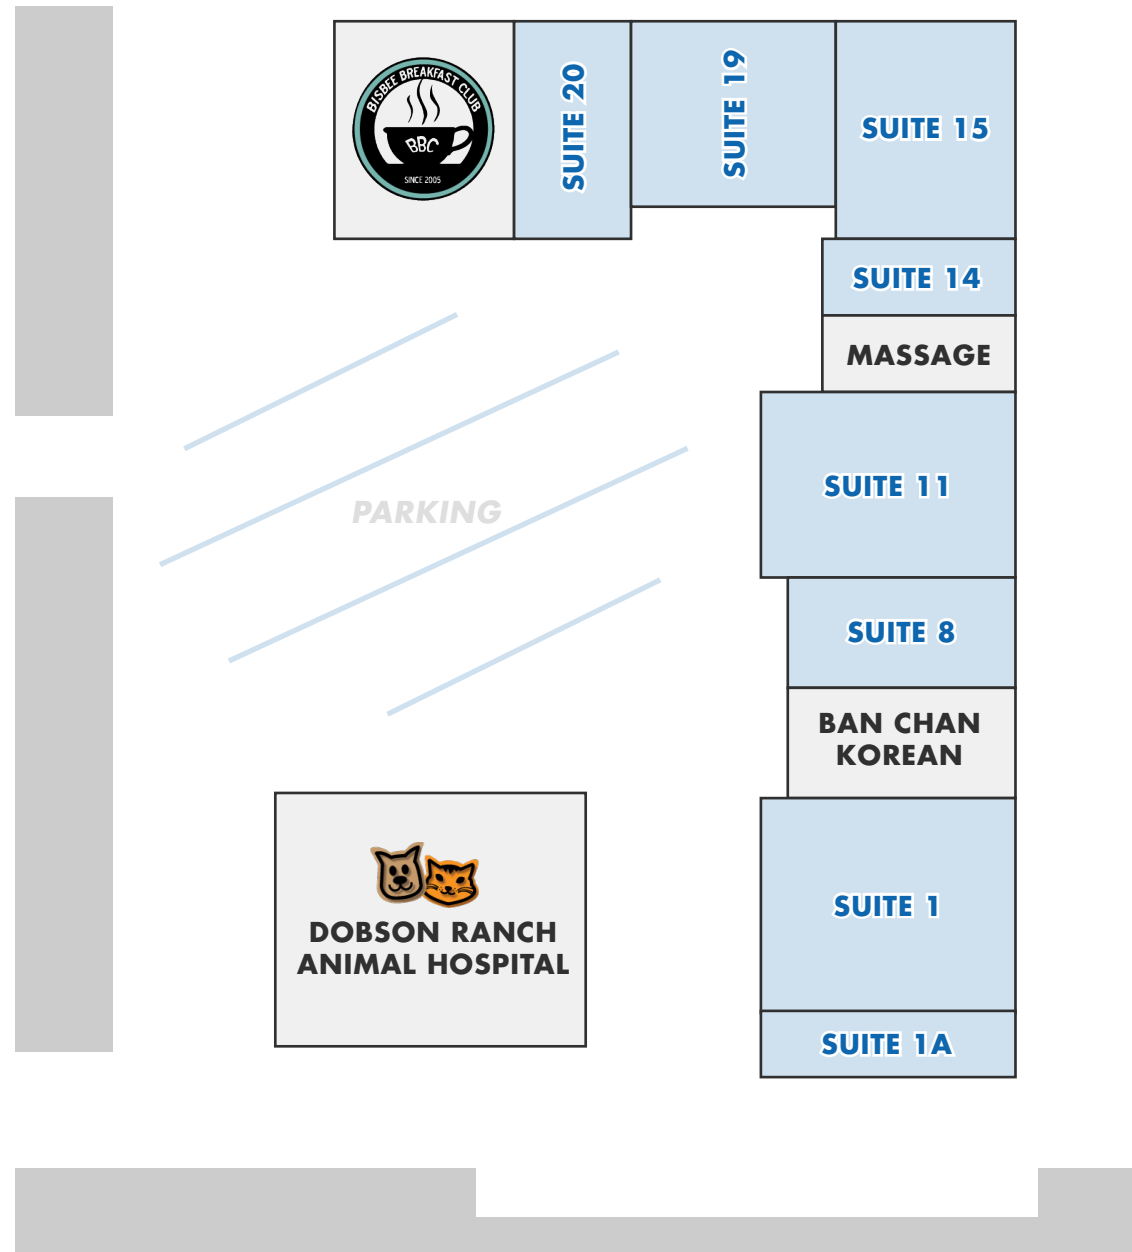 BISBEE BREAKFAST CLUB
BBC
SINCE 2005
SUITE 20
SUITE 19
SUITE 15
SUITE 14
MASSAGE
SUITE 11
PARKING
SUITE 8
BAN CHAN
KOREAN
SUITE 1
DOBSON RANCH
ANIMAL HOSPITAL
SUITE 1A